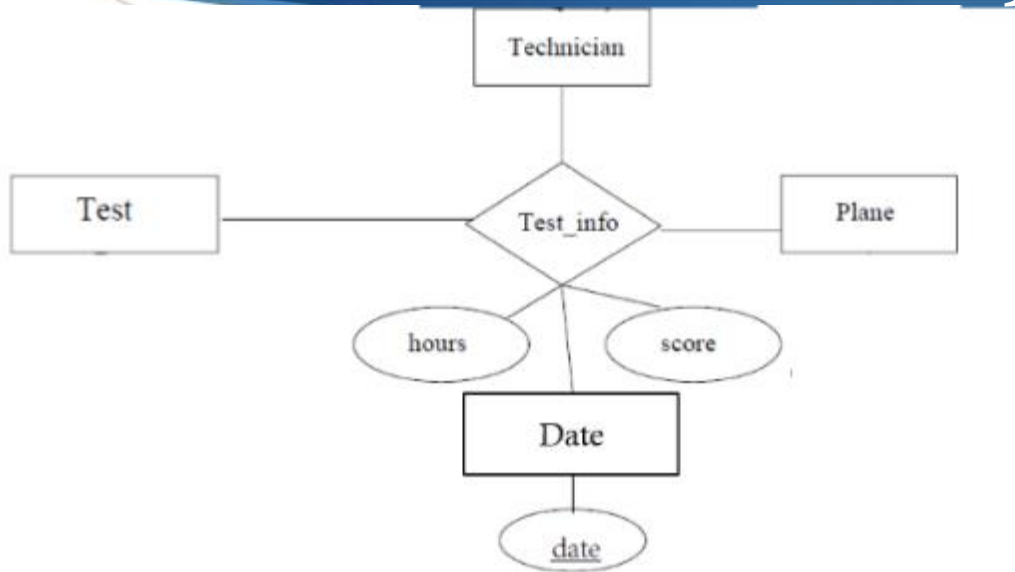 Technician
Test
Test_info
Plane
hours
score
Date
date